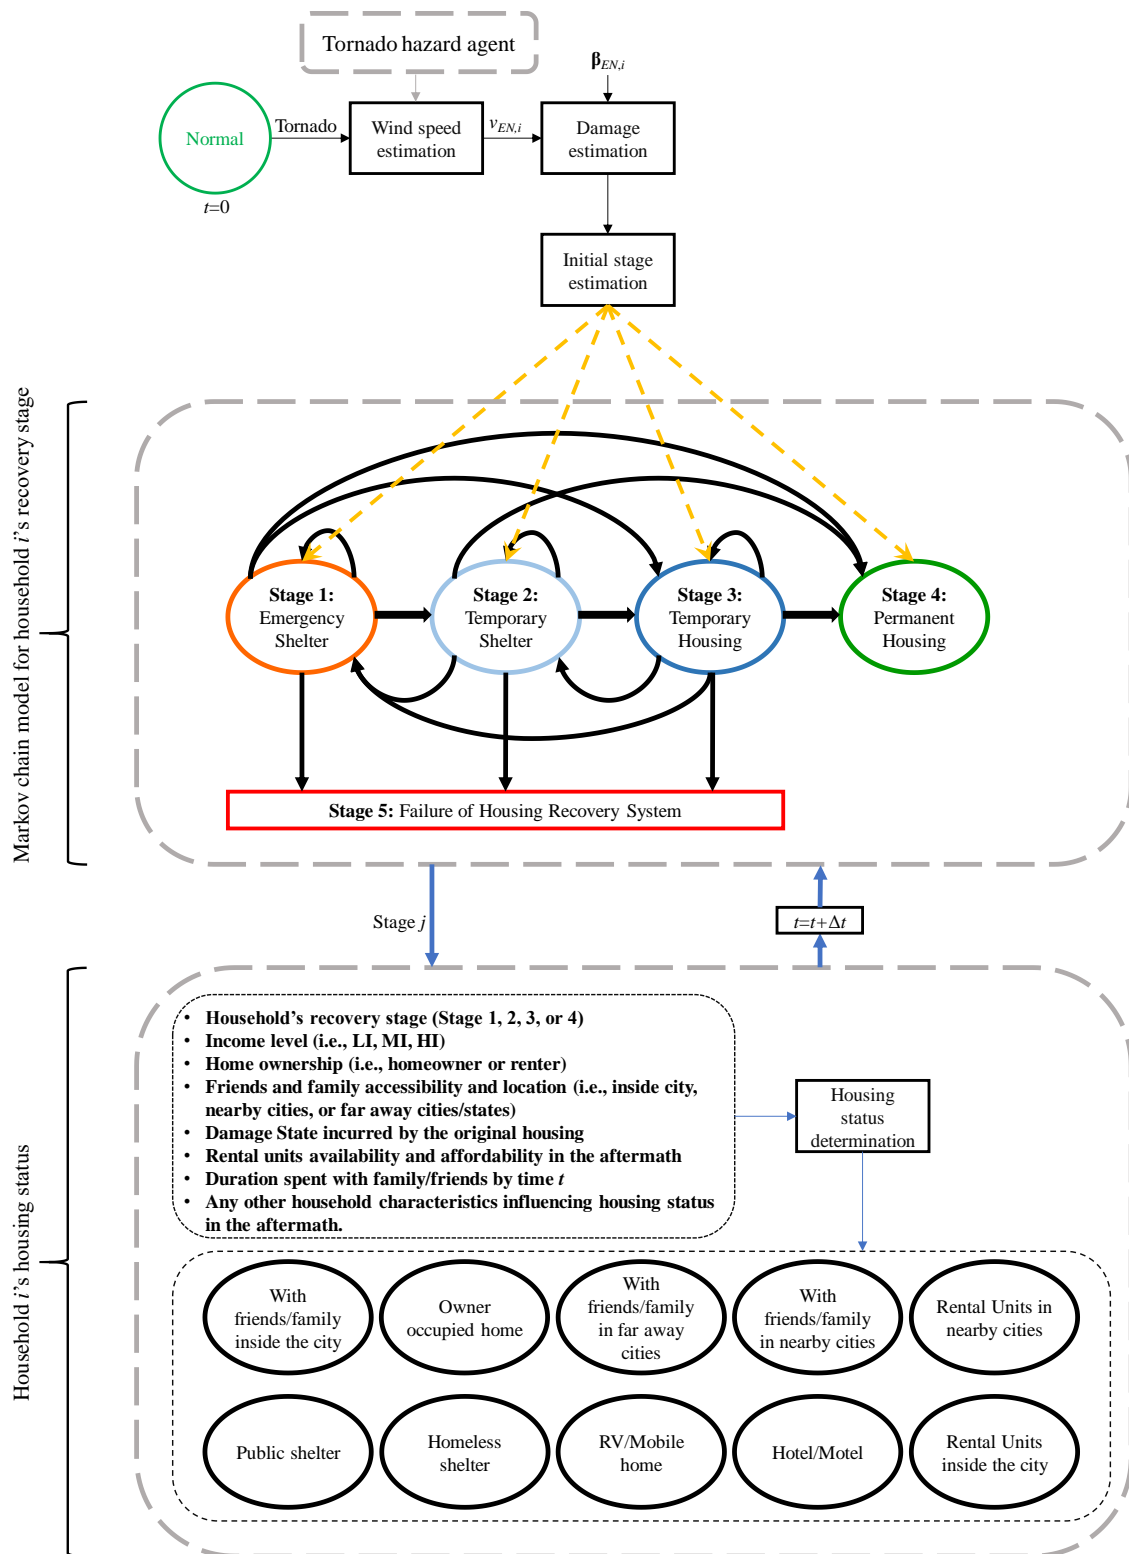 Tornado hazard agent
β_{EN,i}
Normal
Tornado
Wind speed
estimation
v_{EN,i}
Damage
estimation
t=0
Initial stage
estimation
Markov chain model for household i's recovery stage
Stage 1:
Emergency
Shelter
Stage 2:
Temporary
Shelter
Stage 3:
Temporary
Housing
Stage 4:
Permanent
Housing
Stage 5: Failure of Housing Recovery System
Stage j
t=t+Δt
Household i's housing status
• Household's recovery stage (Stage 1, 2, 3, or 4)
• Income level (i.e., LI, MI, HI)
• Home ownership (i.e., homeowner or renter)
• Friends and family accessibility and location (i.e., inside city,
nearby cities, or far away cities/states)
• Damage State incurred by the original housing
• Rental units availability and affordability in the aftermath
• Duration spent with family/friends by time t
• Any other household characteristics influencing housing status
in the aftermath.
Housing
status
determination
With
friends/family
inside the city
Owner
occupied home
With
friends/family
in far away
cities
With
friends/family
in nearby cities
Rental Units in
nearby cities
Public shelter
Homeless
shelter
RV/Mobile
home
Hotel/Motel
Rental Units
inside the city